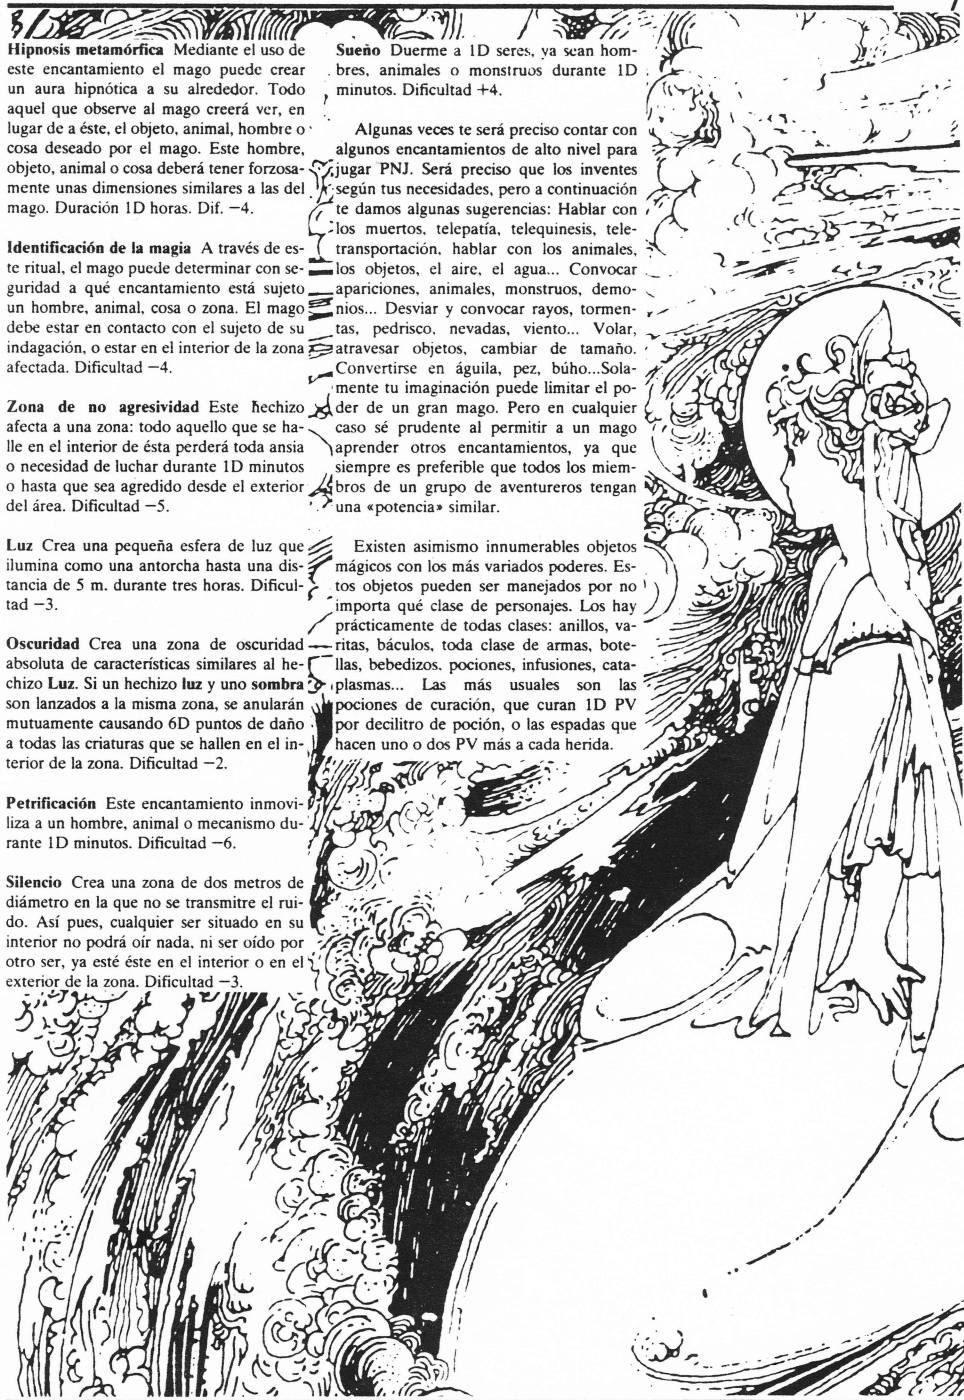 Hipnosis metamórfica Mediante el uso de
este encantamiento el mago puede crear
un aura hipnótica a su alrededor. Todo
aquel que observe al mago creerá ver, en
lugar de a éste, el objeto, animal, hombre o
cosa deseado por el mago. Este hombre,
objeto, animal o cosa deberá tener forzosa-
mente unas dimensiones similares a las del
mago. Duración 1D horas. Dif. −4.
Identificación de la magia A través de es-
te ritual, el mago puede determinar con se-
guridad a qué encantamiento está sujeto
un hombre, animal, cosa o zona. El mago
debe estar en contacto con el sujeto de su
indagación, o estar en el interior de la zona
afectada. Dificultad −4.
Zona de no agresividad Este hechizo
afecta a una zona: todo aquello que se ha-
lle en el interior de ésta perderá toda ansia
o necesidad de luchar durante 1D minutos
o hasta que sea agredido desde el exterior
del área. Dificultad −5.
Luz Crea una pequeña esfera de luz que
ilumina como una antorcha hasta una dis-
tancia de 5 m. durante tres horas. Dificul-
tad −3.
Oscuridad Crea una zona de oscuridad
absoluta de características similares al he-
chizo Luz. Si un hechizo luz y uno sombra
son lanzados a la misma zona, se anularán
mutuamente causando 6D puntos de daño
a todas las criaturas que se hallen en el in-
terior de la zona. Dificultad −2.
Petrificación Este encantamiento inmovi-
liza a un hombre, animal o mecanismo du-
rante 1D minutos. Dificultad −6.
Silencio Crea una zona de dos metros de
diámetro en la que no se transmitre el rui-
do. Así pues, cualquier ser situado en su
interior no podrá oír nada, ni ser oído por
otro ser, ya esté éste en el interior o en el
exterior de la zona. Dificultad −3.
Sueño Duerme a 1D seres, ya sean hom-
bres, animales o monstruos durante 1D
minutos. Dificultad +4.
Algunas veces te será preciso contar con
algunos encantamientos de alto nivel para
jugar PNJ. Será preciso que los inventes
según tus necesidades, pero a continuación
te damos algunas sugerencias: Hablar con
los muertos, telepatía, telequinesis, tele-
transportación, hablar con los animales,
los objetos, el aire, el agua... Convocar
apariciones, animales, monstruos, demo-
nios... Desviar y convocar rayos, tormen-
tas, pedrisco, nevadas, viento... Volar,
atravesar objetos, cambiar de tamaño.
Convertirse en águila, pez, búho...Sola-
mente tu imaginación puede limitar el po-
der de un gran mago. Pero en cualquier
caso sé prudente al permitir a un mago
aprender otros encantamientos, ya que
siempre es preferible que todos los miem-
bros de un grupo de aventureros tengan
una «potencia» similar.
Existen asimismo innumerables objetos
mágicos con los más variados poderes. Es-
tos objetos pueden ser manejados por no
importa qué clase de personajes. Los hay
prácticamente de todas clases: anillos, va-
ritas, báculos, toda clase de armas, bote-
llas, bebedizos, pociones, infusiones, cata-
plasmas... Las más usuales son las
pociones de curación, que curan 1D PV
por decilitro de poción, o las espadas que
hacen uno o dos PV más a cada herida.